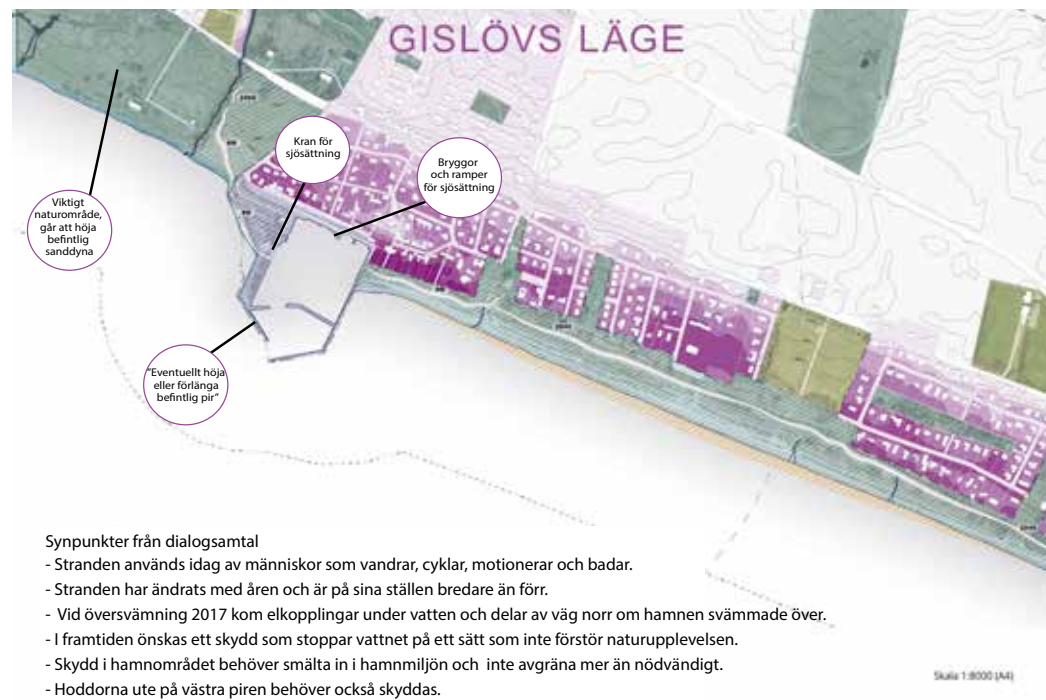 GISLÖVS LÄGE
Kran för
sjösättning
Bryggor
och ramper
för sjösättning
Viktigt
naturområde,
går att höja
befintlig
sanddyna
"Eventuellt höja
eller förlänga
befintlig pir"
Synpunkter från dialogsamtal
- Stranden används idag av människor som vandrar, cyklar, motionerar och badar.
- Stranden har ändrats med åren och är på sina ställen bredare än förr.
- Vid översvämning 2017 kom elkopplingar under vatten och delar av väg norr om hamnen svämmade över.
- I framtiden önskas ett skydd som stoppar vattnet på ett sätt som inte förstör naturupplevelsen.
- Skydd i hamnområdet behöver smälta in i hamnmiljön och inte avgräna mer än nödvändigt.
- Hoddorna ute på västra piren behöver också skyddas.
Skala 1:8000 (A4)